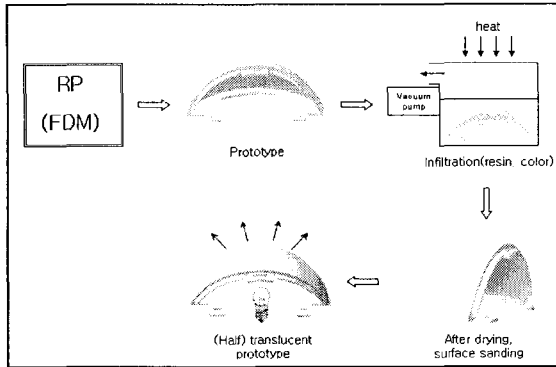 RP
(FDM)
Prototype
heat
Vacuum
pump
Infiltration(resin, color)
After drying,
surface sanding
(Half) translucent
prototype